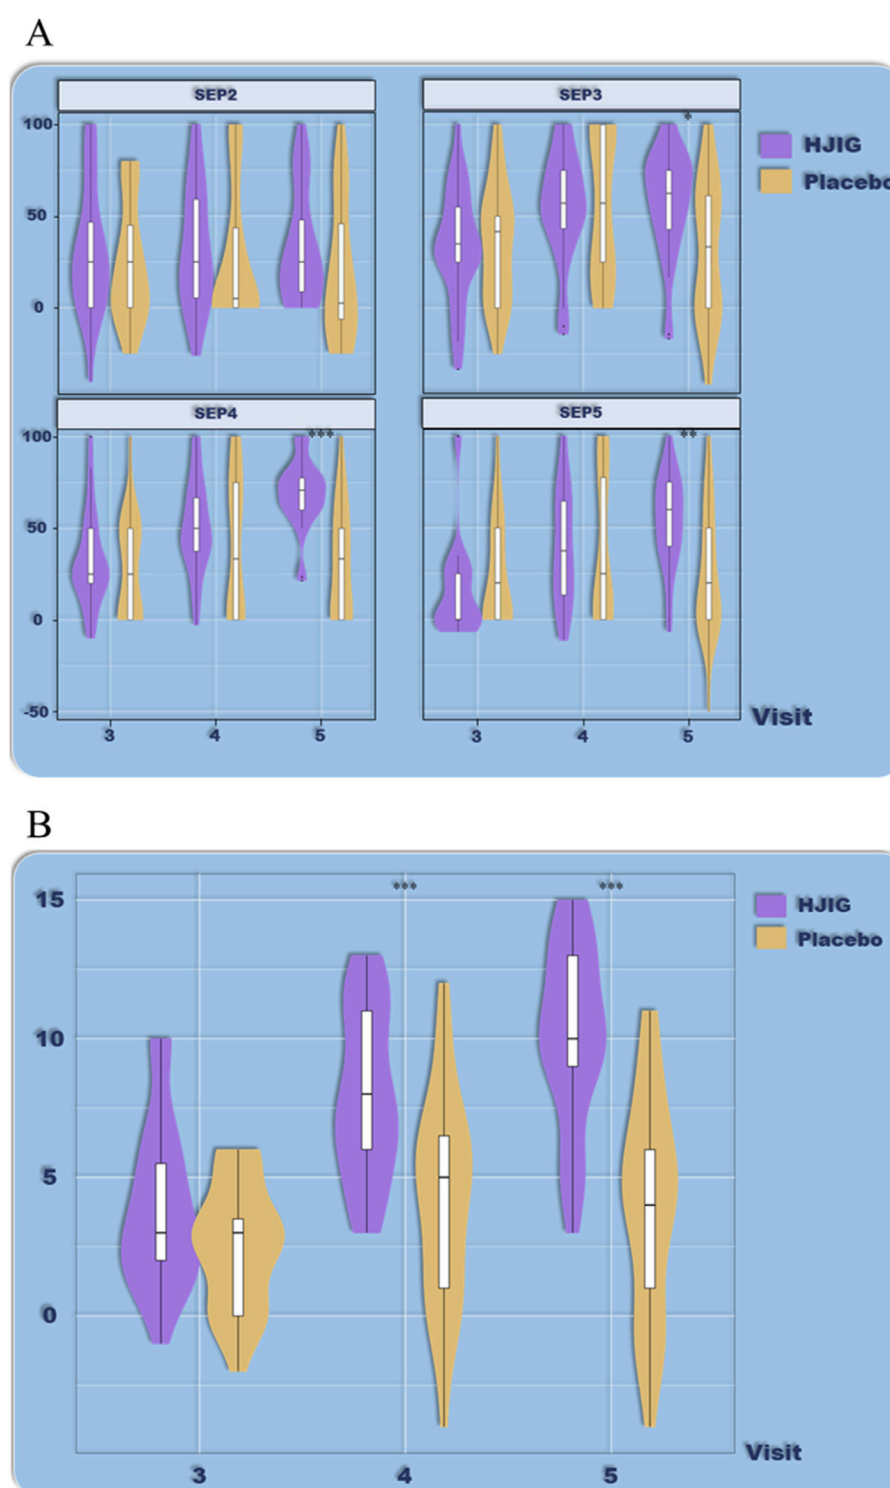 A
SEP2 SEP3
* HJIG
Placebo
100
50
0
SEP4 SEP5
*** **
100
50
0
-50
3 4 5 3 4 5 Visit
B
*** ***
15 HJIG
Placebo
10
5
0
Visit
3 4 5